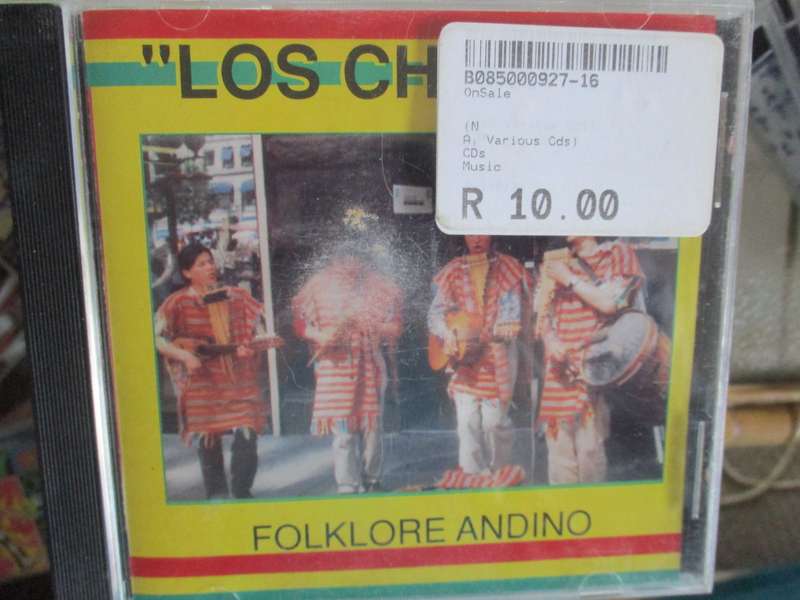 "LOS CH
B085000927-16
OnSale
(N
A, Various Cds)
CDs
Music
R 10.00
FOLKLORE ANDINO